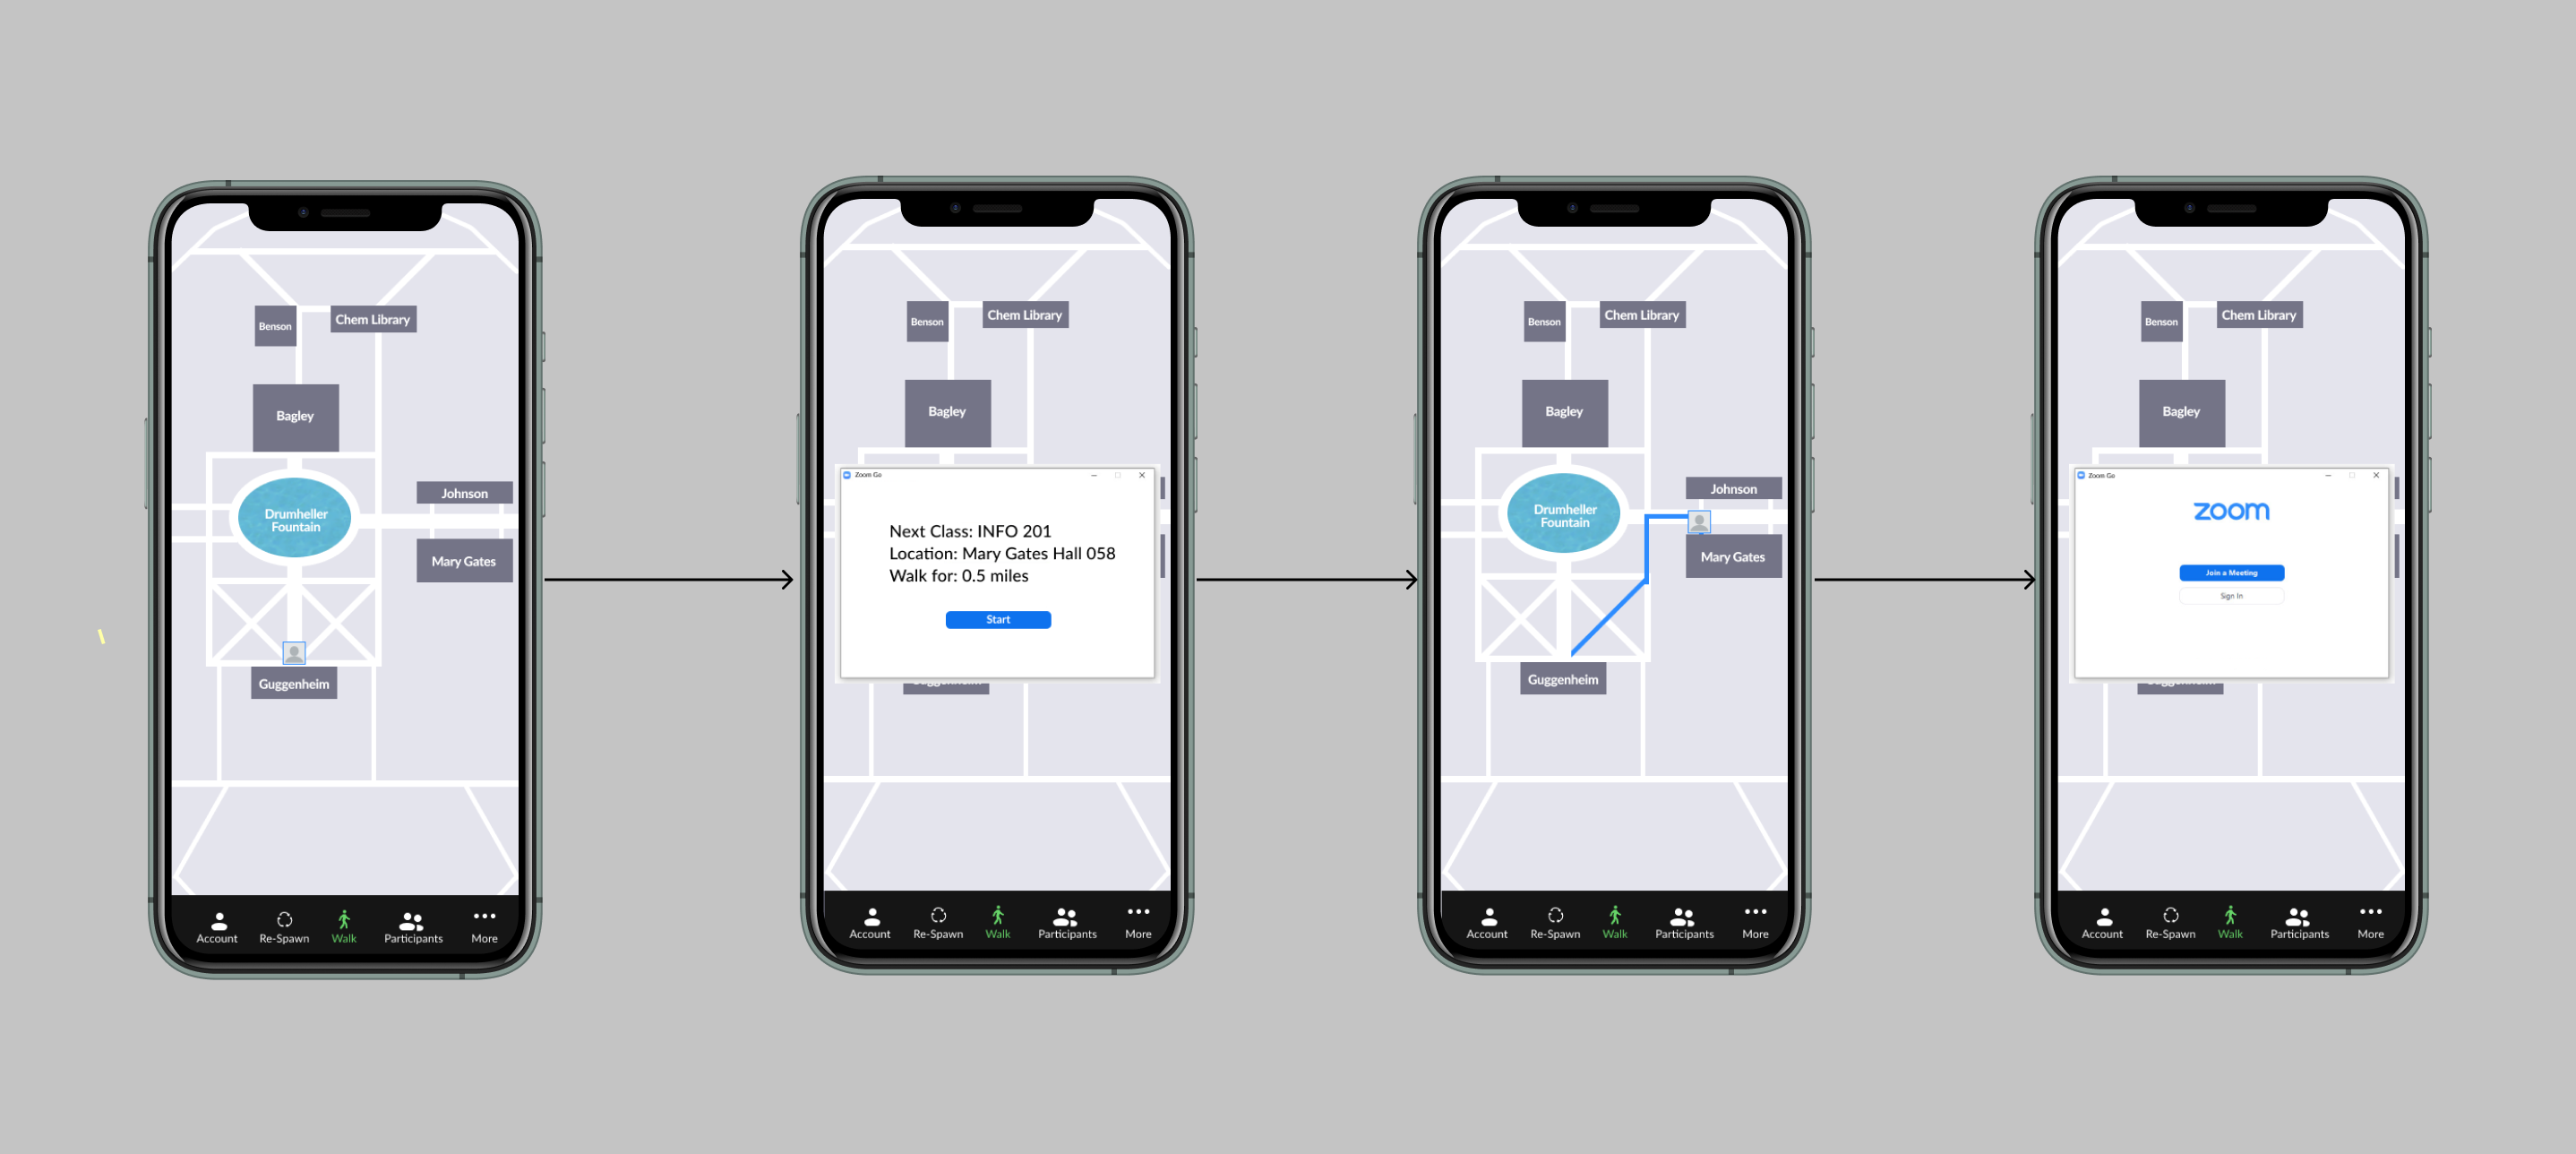 Benson
Chem Library
Bagley
Drumheller
Fountain
Johnson
Mary Gates
Guggenheim
Account
Re-Spawn
Walk
Participants
More
Benson
Chem Library
Bagley
Zoom Go
Next Class: INFO 201
Location: Mary Gates Hall 058
Walk for: 0.5 miles
Start
Guggenheim
Account
Re-Spawn
Walk
Participants
More
Benson
Chem Library
Bagley
Drumheller
Fountain
Johnson
Mary Gates
Guggenheim
Account
Re-Spawn
Walk
Participants
More
Benson
Chem Library
Bagley
Zoom Go
zoom
Join a Meeting
Sign In
Guggenheim
Account
Re-Spawn
Walk
Participants
More